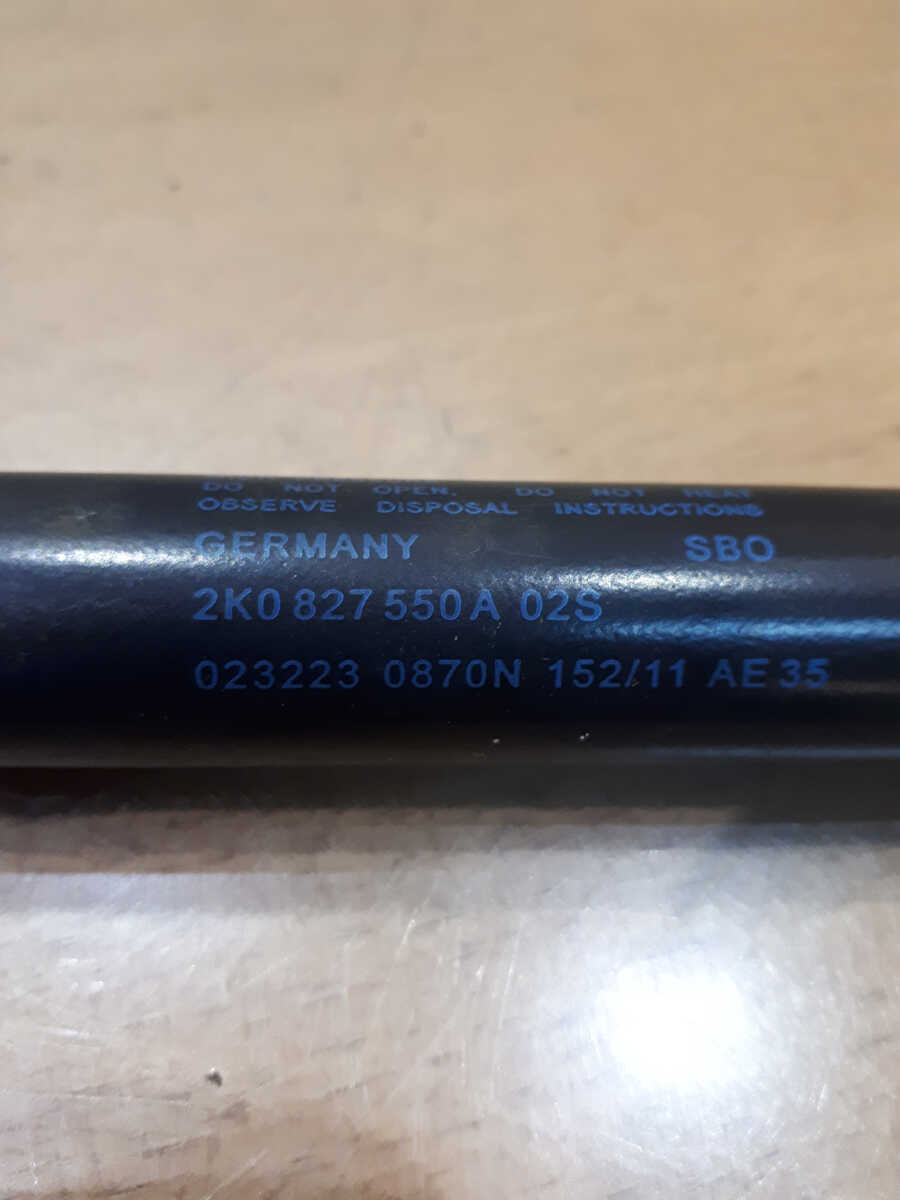 DO NOT OPEN. DO NOT HEAT
OBSERVE DISPOSAL INSTRUCTIONS
GERMANY SBO
2K0 827 550 A 02S
023223 0870N 152/11 AE 35